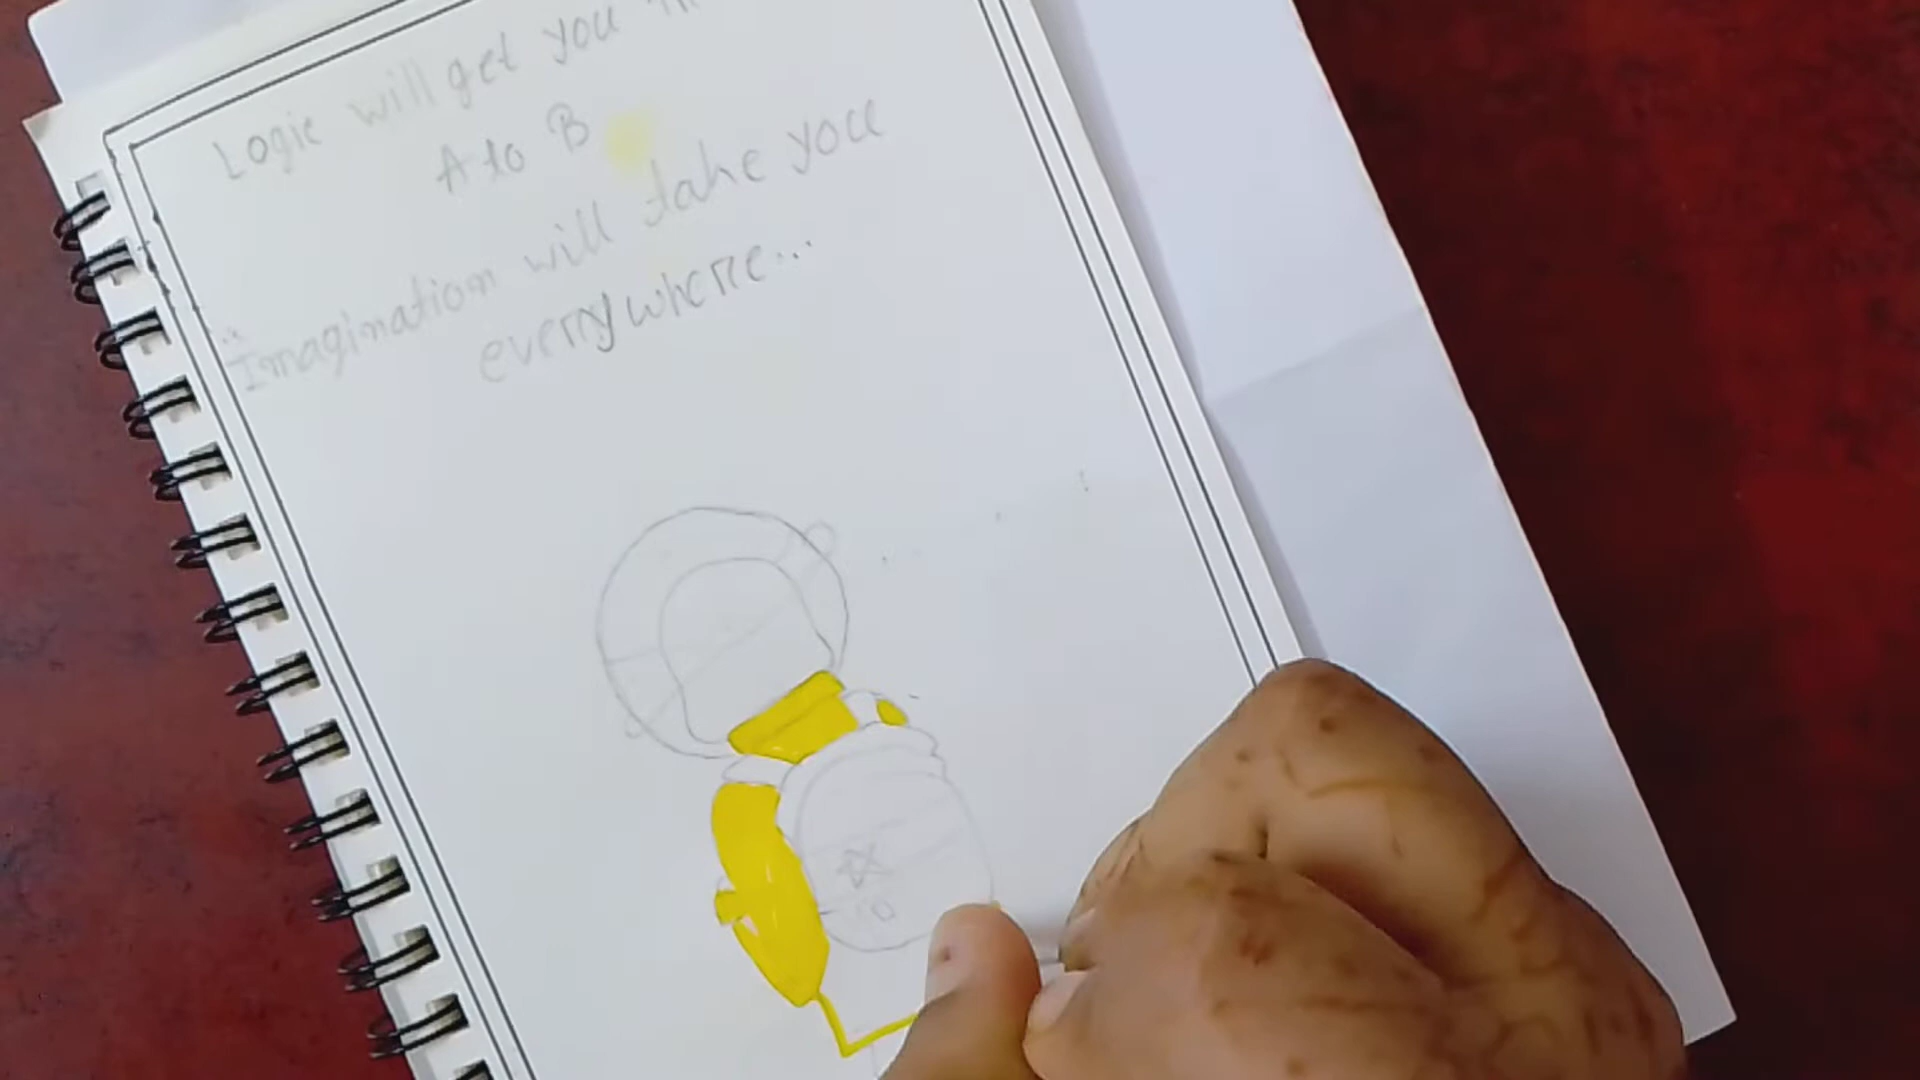 Logic will get you
A to B
Imagination will take you
everywhere...